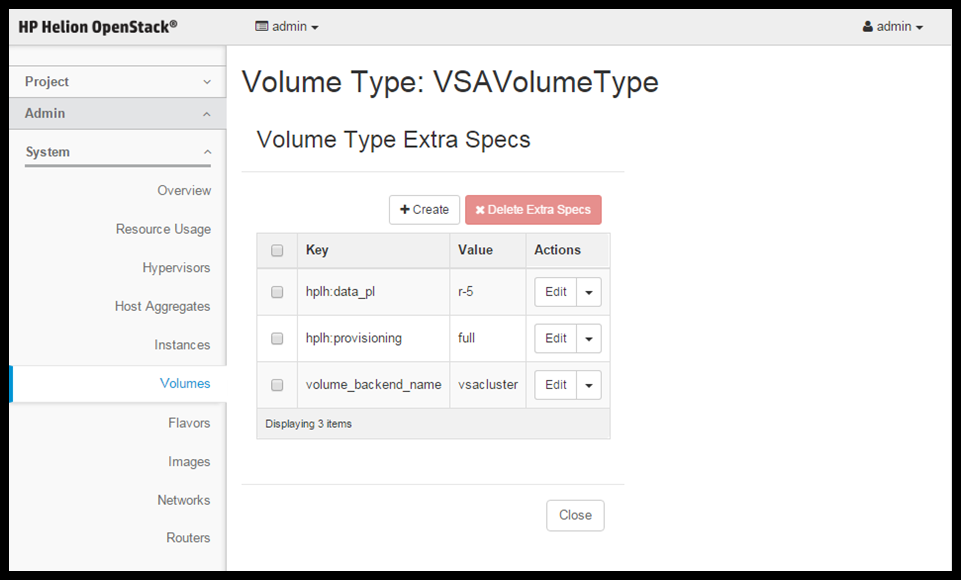 HP Helion OpenStack® admin admin
Project
Admin
System
Overview
Resource Usage
Hypervisors
Host Aggregates
Instances
Volumes
Flavors
Images
Networks
Routers
Volume Type: VSAVolumeType
Volume Type Extra Specs
Create Delete Extra Specs
Key Value Actions
hplh:data_pl r-5 Edit
hplh:provisioning full Edit
volume_backend_name vsacluster Edit
Displaying 3 items
Close